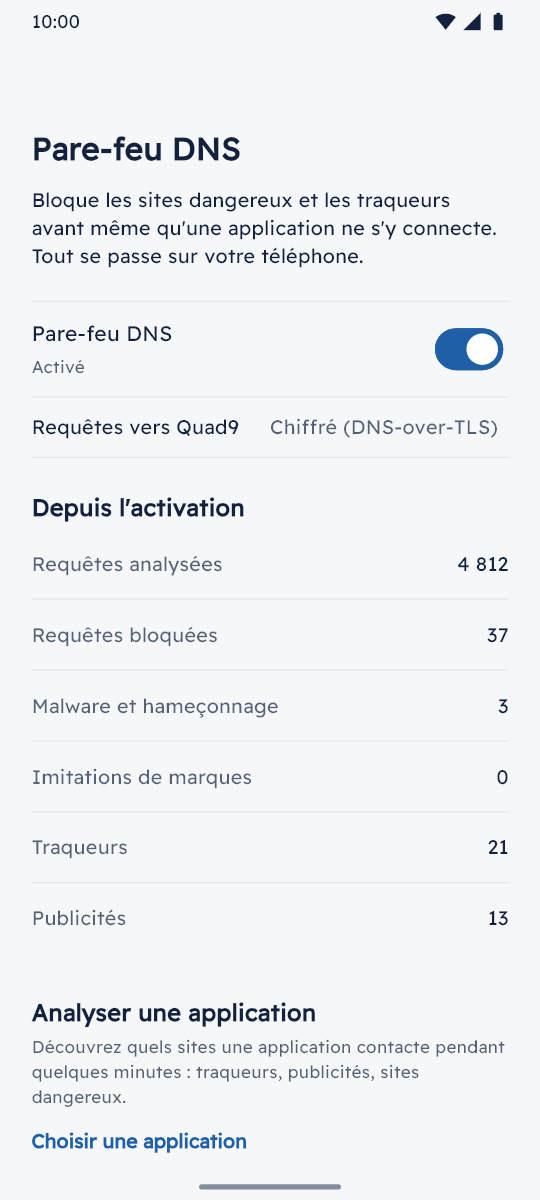 10:00
Pare-feu DNS
Bloque les sites dangereux et les traqueurs
avant même qu'une application ne s'y connecte.
Tout se passe sur votre téléphone.
Pare-feu DNS
Activé
Requêtes vers Quad9 Chiffré (DNS-over-TLS)
Depuis l'activation
Requêtes analysées 4 812
Requêtes bloquées 37
Malware et hameçonnage 3
Imitations de marques 0
Traqueurs 21
Publicités 13
Analyser une application
Découvrez quels sites une application contacte pendant
quelques minutes : traqueurs, publicités, sites
dangereux.
Choisir une application